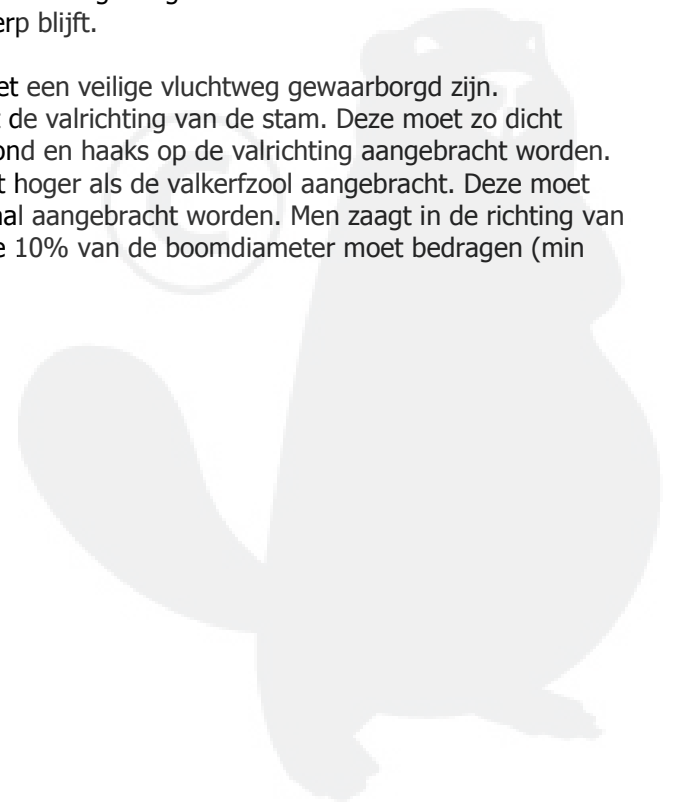 erp blijft.
et een veilige vluchtweg gewaarborgd zijn.
de valrichting van de stam. Deze moet zo dicht
ond en haaks op de valrichting aangebracht worden.
t hoger als de valkerfzool aangebracht. Deze moet
aal aangebracht worden. Men zaagt in de richting van
e 10% van de boomdiameter moet bedragen (min
©